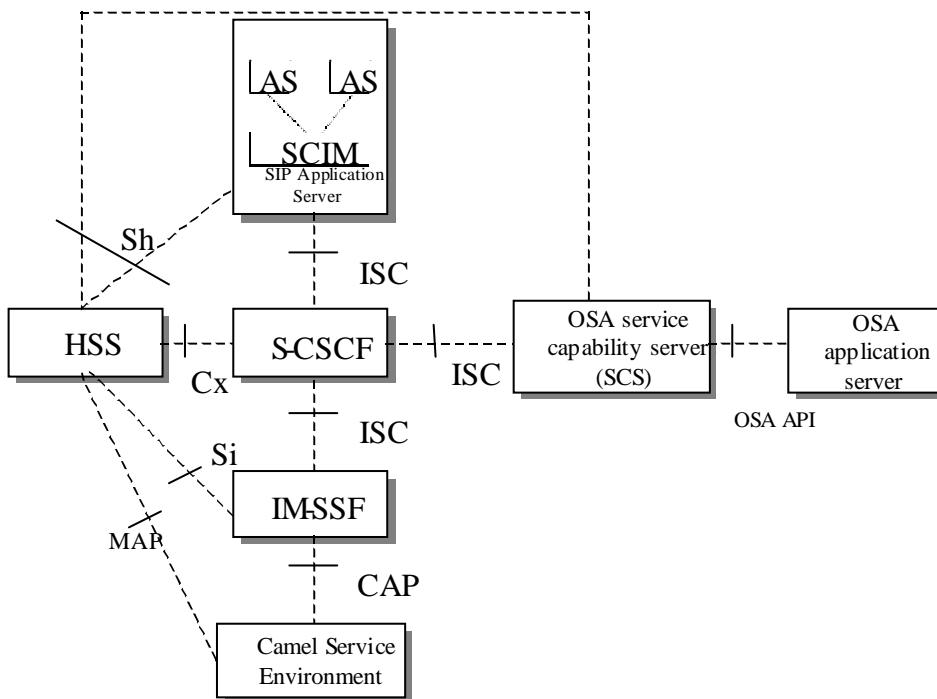 AS AS
SCIM
SIP Application
Server
Sh
ISC
HSS
S-CSCF
OSA service
capability server
(SCS)
OSA
application
server
Cx
ISC
OSA API
ISC
Si
IM-SSF
MAP
CAP
Camel Service
Environment